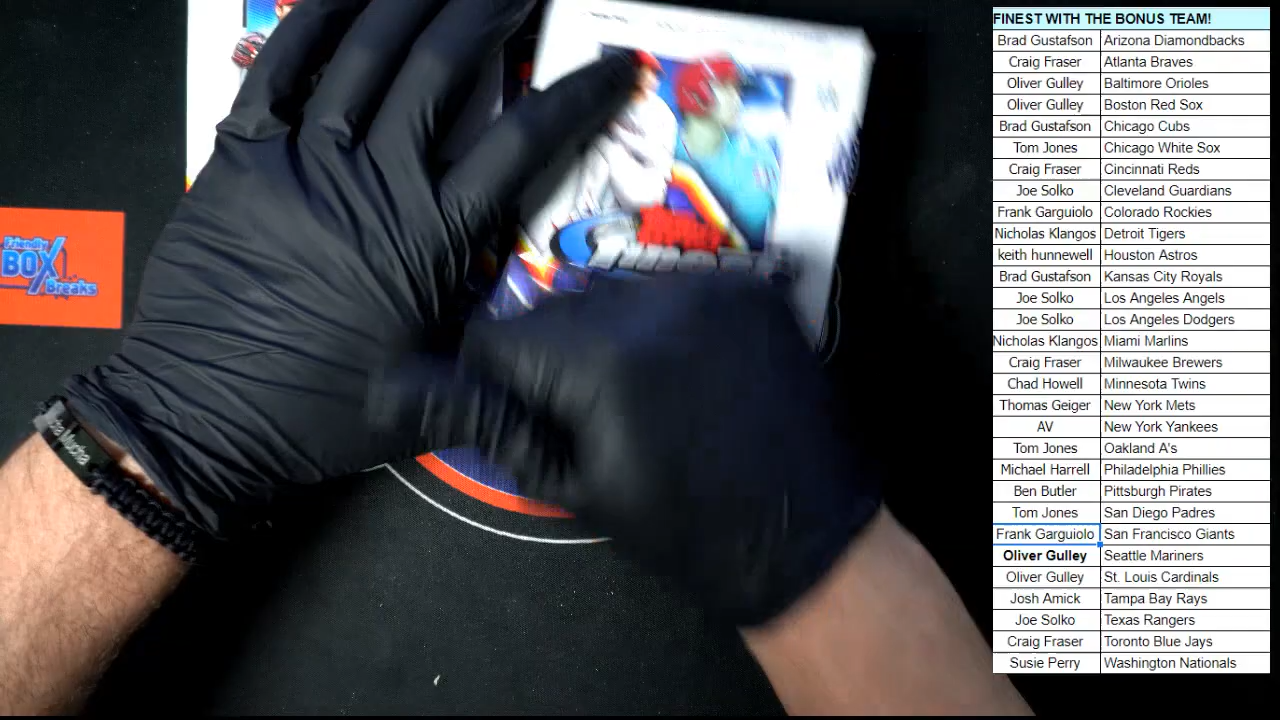 Friendly
BOX
Breaks
FINEST
FINEST WITH THE BONUS TEAM!
Brad Gustafson Arizona Diamondbacks
Craig Fraser Atlanta Braves
Oliver Gulley Baltimore Orioles
Oliver Gulley Boston Red Sox
Brad Gustafson Chicago Cubs
Tom Jones Chicago White Sox
Craig Fraser Cincinnati Reds
Joe Solko Cleveland Guardians
Frank Garguiolo Colorado Rockies
Nicholas Klangos Detroit Tigers
keith hunnewell Houston Astros
Brad Gustafson Kansas City Royals
Joe Solko Los Angeles Angels
Joe Solko Los Angeles Dodgers
Nicholas Klangos Miami Marlins
Craig Fraser Milwaukee Brewers
Chad Howell Minnesota Twins
Thomas Geiger New York Mets
AV New York Yankees
Tom Jones Oakland A's
Michael Harrell Philadelphia Phillies
Ben Butler Pittsburgh Pirates
Tom Jones San Diego Padres
Frank Garguiolo San Francisco Giants
Oliver Gulley Seattle Mariners
Oliver Gulley St. Louis Cardinals
Josh Amick Tampa Bay Rays
Joe Solko Texas Rangers
Craig Fraser Toronto Blue Jays
Susie Perry Washington Nationals